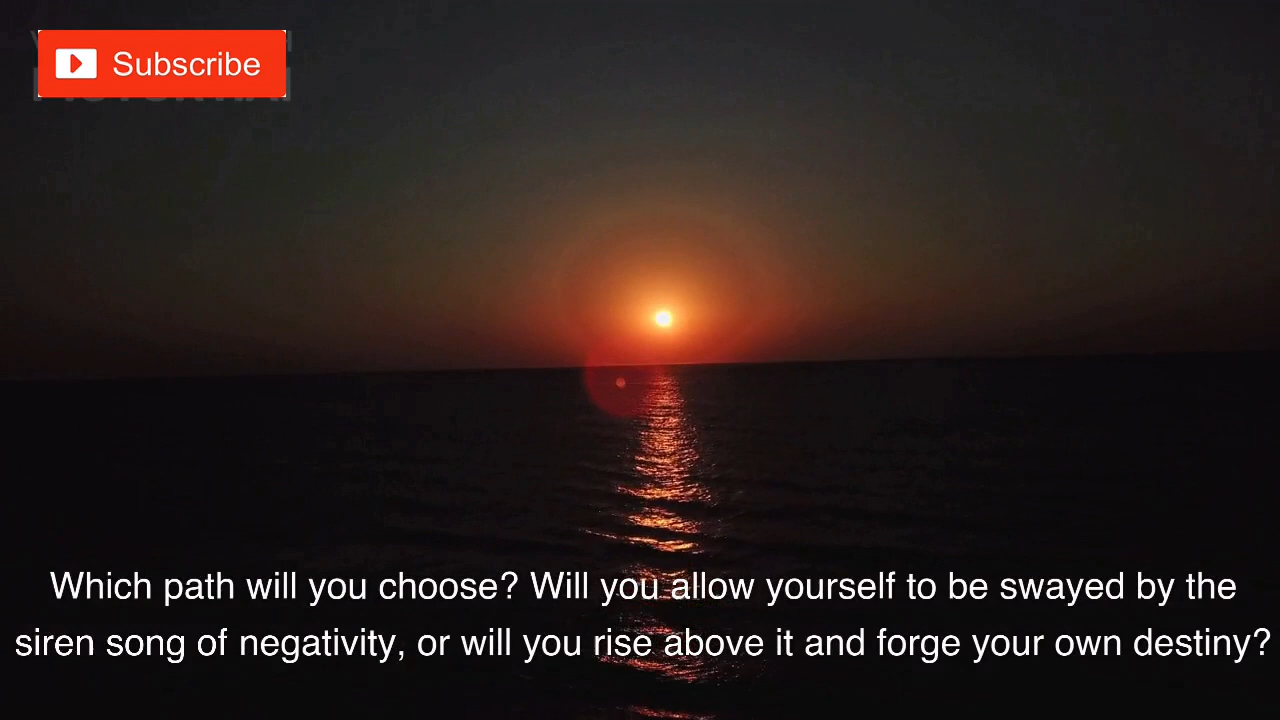 Subscribe
Which path will you choose? Will you allow yourself to be swayed by the
siren song of negativity, or will you rise above it and forge your own destiny?